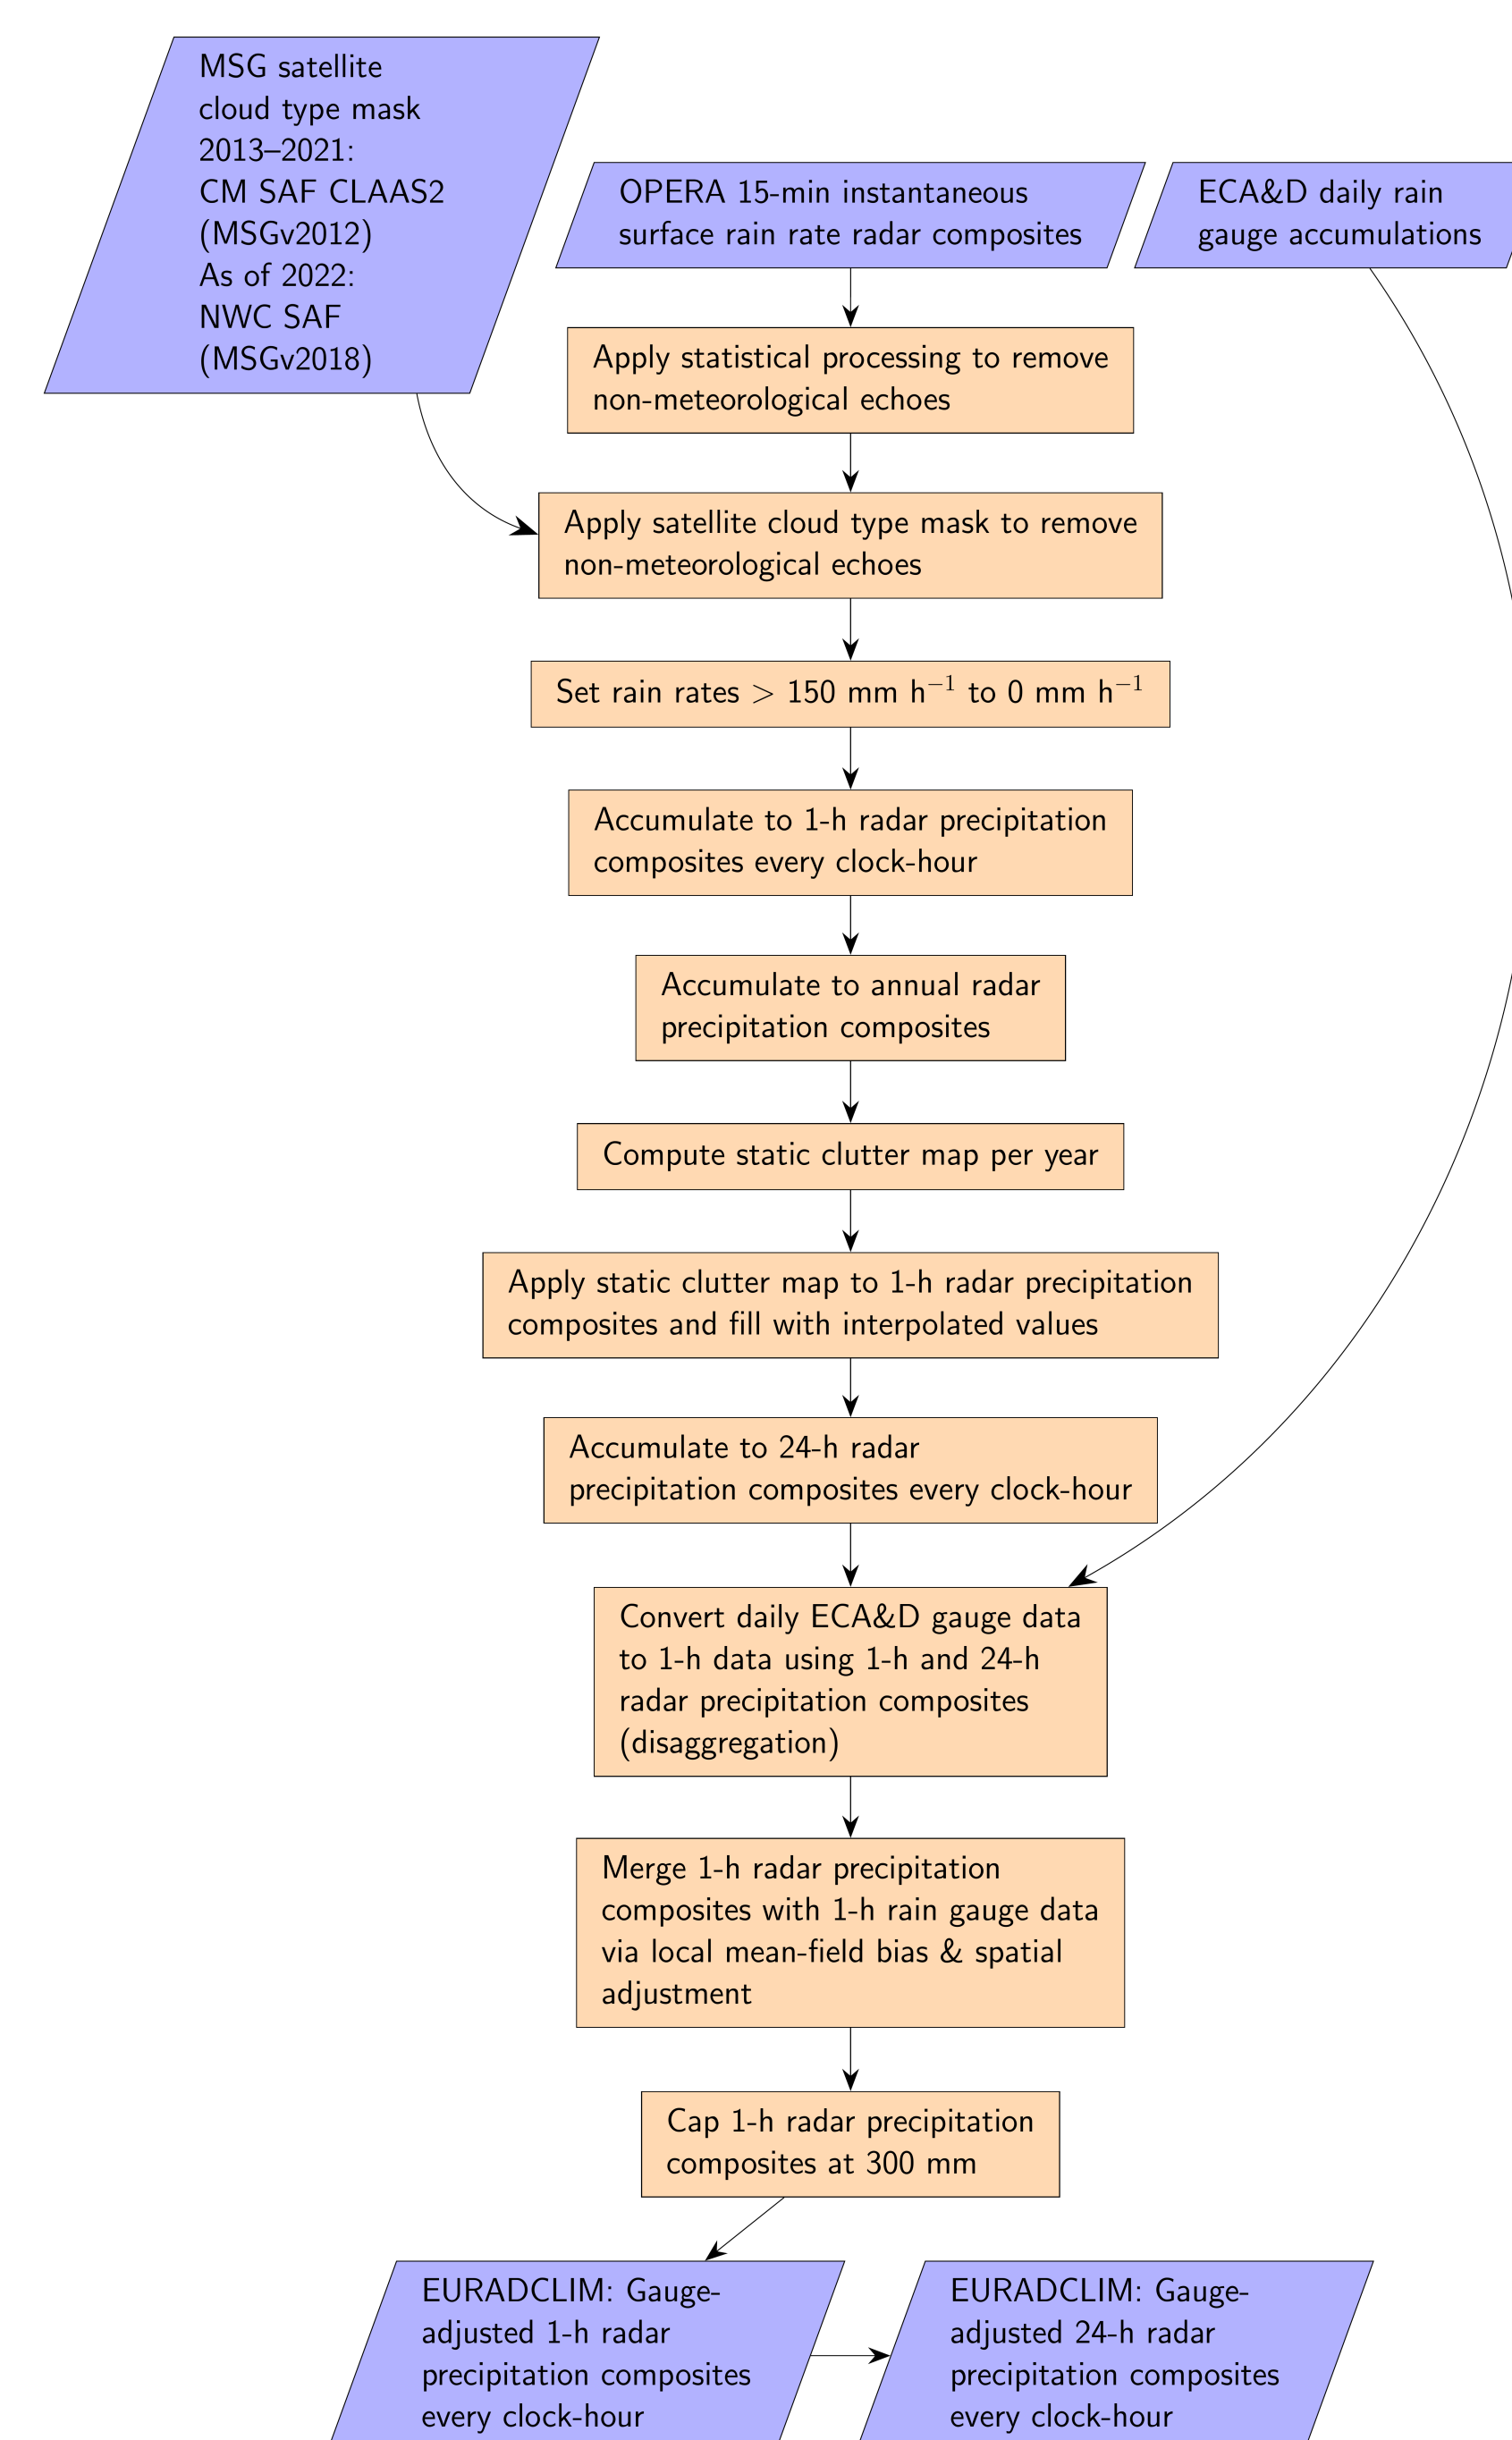 MSG satellite
cloud type mask
2013–2021:
CM SAF CLAAS2
(MSGv2012)
As of 2022:
NWC SAF
(MSGv2018)
OPERA 15-min instantaneous
surface rain rate radar composites
ECA&D daily rain
gauge accumulations
Apply statistical processing to remove
non-meteorological echoes
Apply satellite cloud type mask to remove
non-meteorological echoes
Set rain rates > 150 mm h⁻¹ to 0 mm h⁻¹
Accumulate to 1-h radar precipitation
composites every clock-hour
Accumulate to annual radar
precipitation composites
Compute static clutter map per year
Apply static clutter map to 1-h radar precipitation
composites and fill with interpolated values
Accumulate to 24-h radar
precipitation composites every clock-hour
Convert daily ECA&D gauge data
to 1-h data using 1-h and 24-h
radar precipitation composites
(disaggregation)
Merge 1-h radar precipitation
composites with 1-h rain gauge data
via local mean-field bias & spatial
adjustment
Cap 1-h radar precipitation
composites at 300 mm
EURADCLIM: Gauge-
adjusted 1-h radar
precipitation composites
every clock-hour
EURADCLIM: Gauge-
adjusted 24-h radar
precipitation composites
every clock-hour